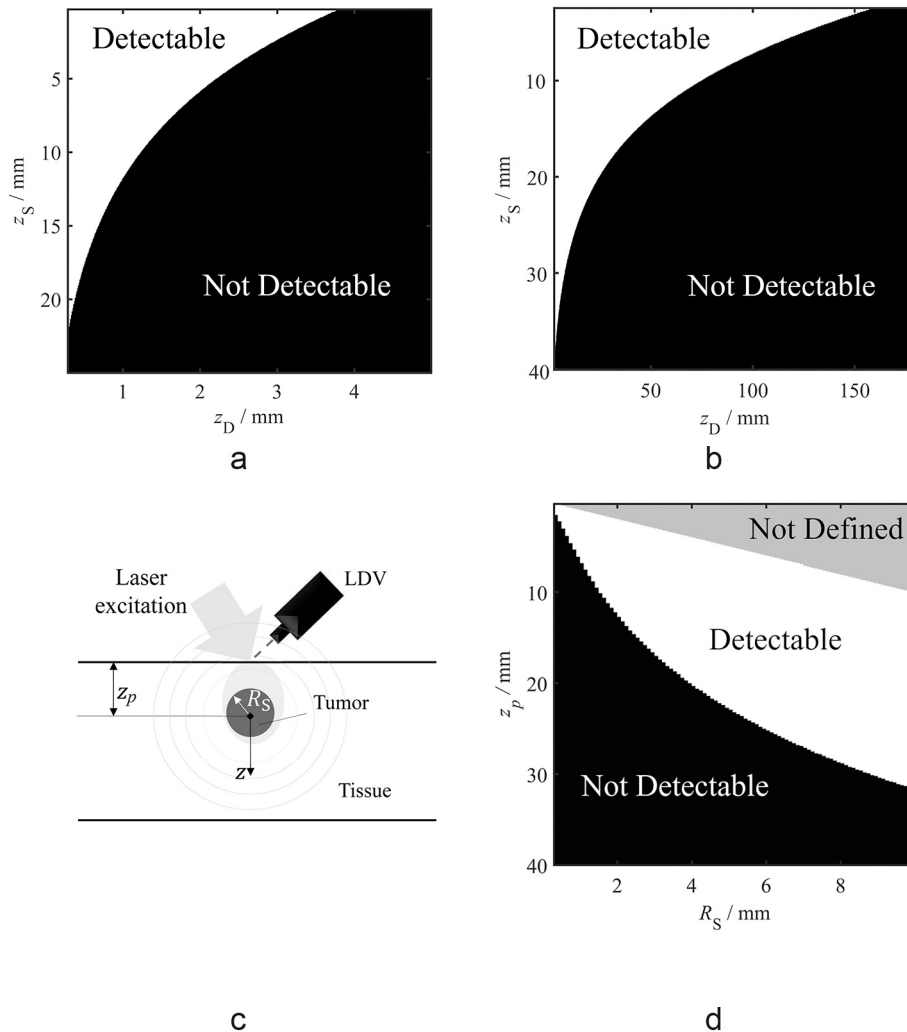 Detectable
Not Detectable
5
10
15
20
z_S / mm
1
2
3
4
z_D / mm
a
Detectable
Not Detectable
10
20
30
40
z_S / mm
50
100
150
z_D / mm
b
Laser
excitation
LDV
z_p
R_S
Tumor
z
Tissue
c
Not Defined
Detectable
Not Detectable
10
20
30
40
z_p / mm
2
4
6
8
R_S / mm
d